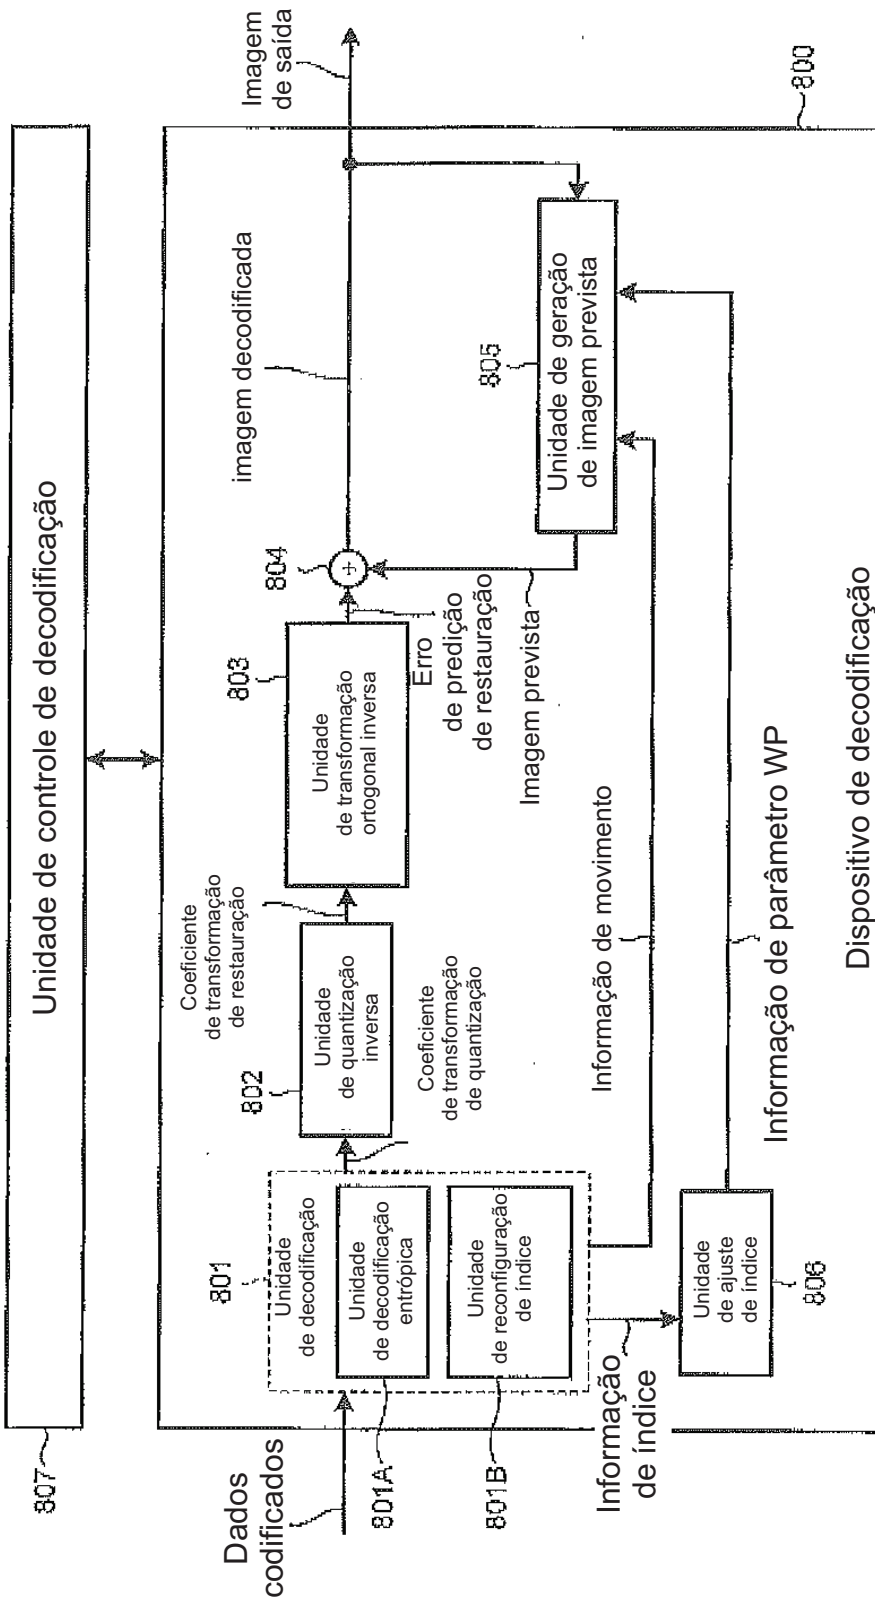 807
Unidade de controle de decodificação
Dados
codificados
801
Unidade
de decodificação
801A
Unidade
de decodificação
entrópica
801B
Unidade
de reconfiguração
de índice
802
Unidade
de quantização
inversa
Coeficiente
de transformação
de quantização
Coeficiente
de transformação
de restauração
803
Unidade
de transformação
ortogonal inversa
Erro
de predição
de restauração
804
+
imagem decodificada
Imagem
de saída
805
Unidade de geração
de imagem prevista
Imagem prevista
Informação de movimento
Informação
de índice
Unidade
de ajuste
de índice
806
Informação de parâmetro WP
Dispositivo de decodificação
800